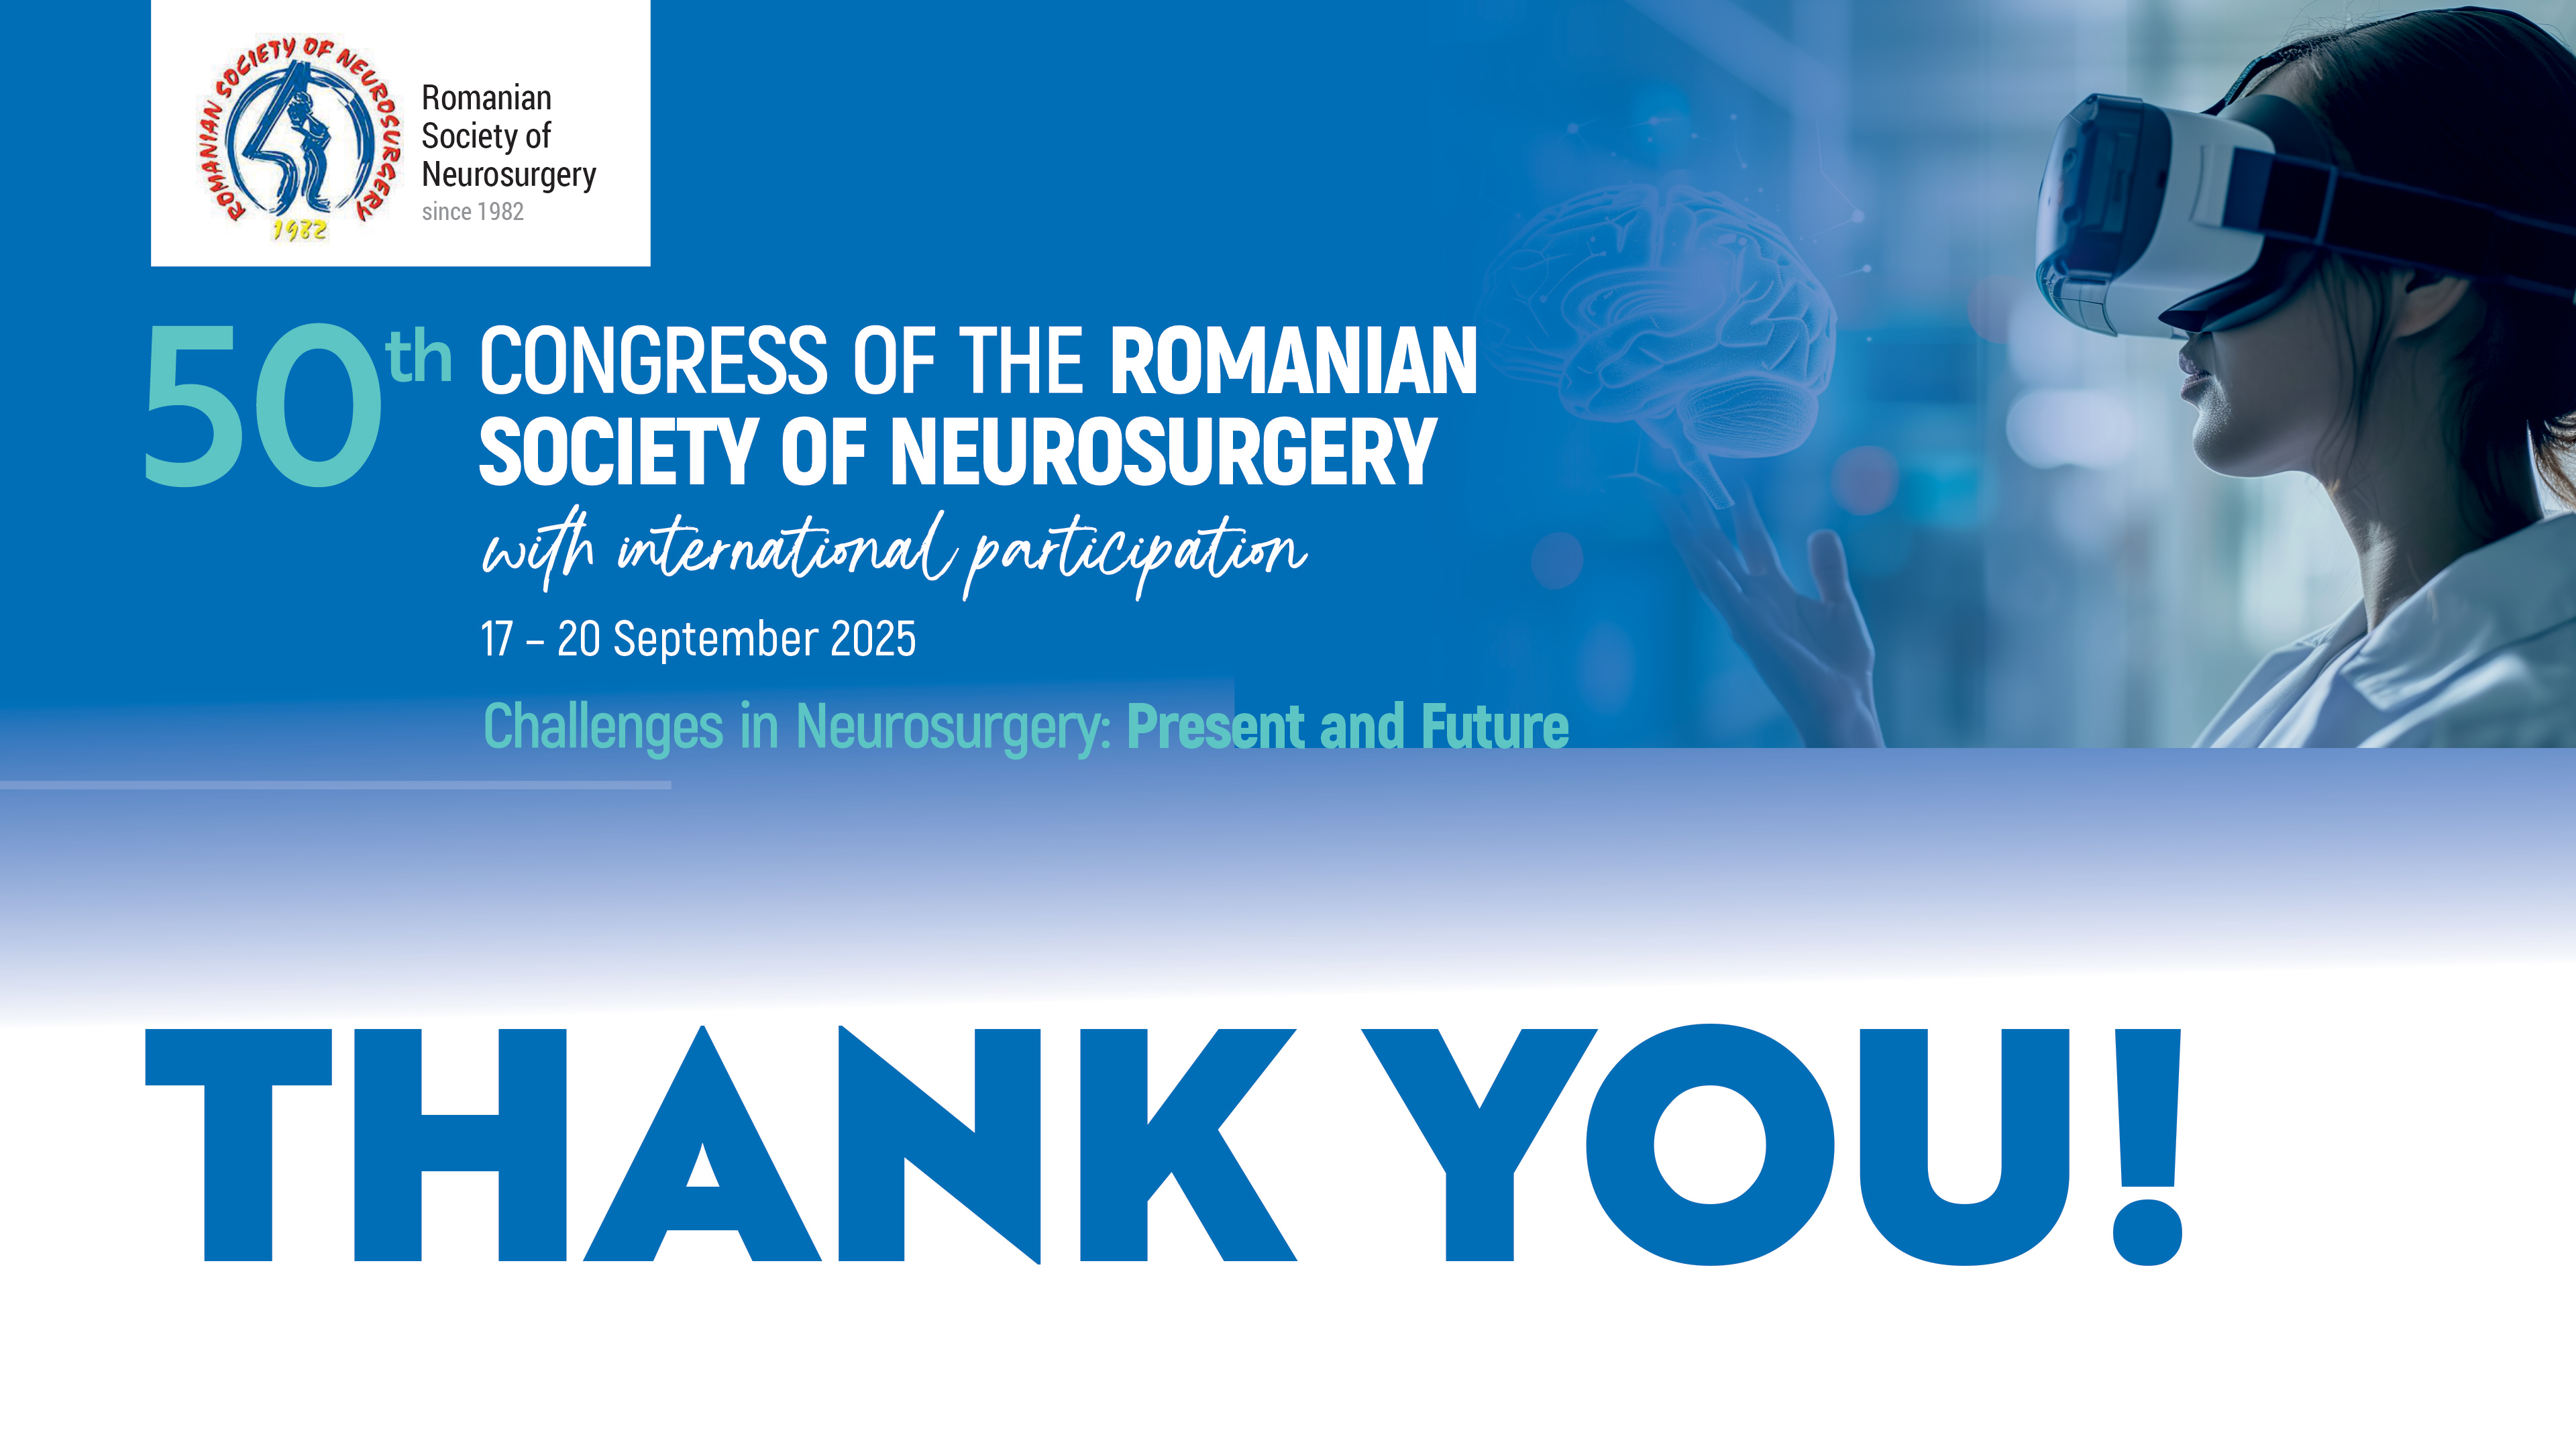 ROMANIAN SOCIETY OF NEUROSURGERY
1982
Romanian
Society of
Neurosurgery
since 1982
50th CONGRESS OF THE ROMANIAN
SOCIETY OF NEUROSURGERY
with international participation
17 – 20 September 2025
Challenges in Neurosurgery: Present and Future
THANK YOU!